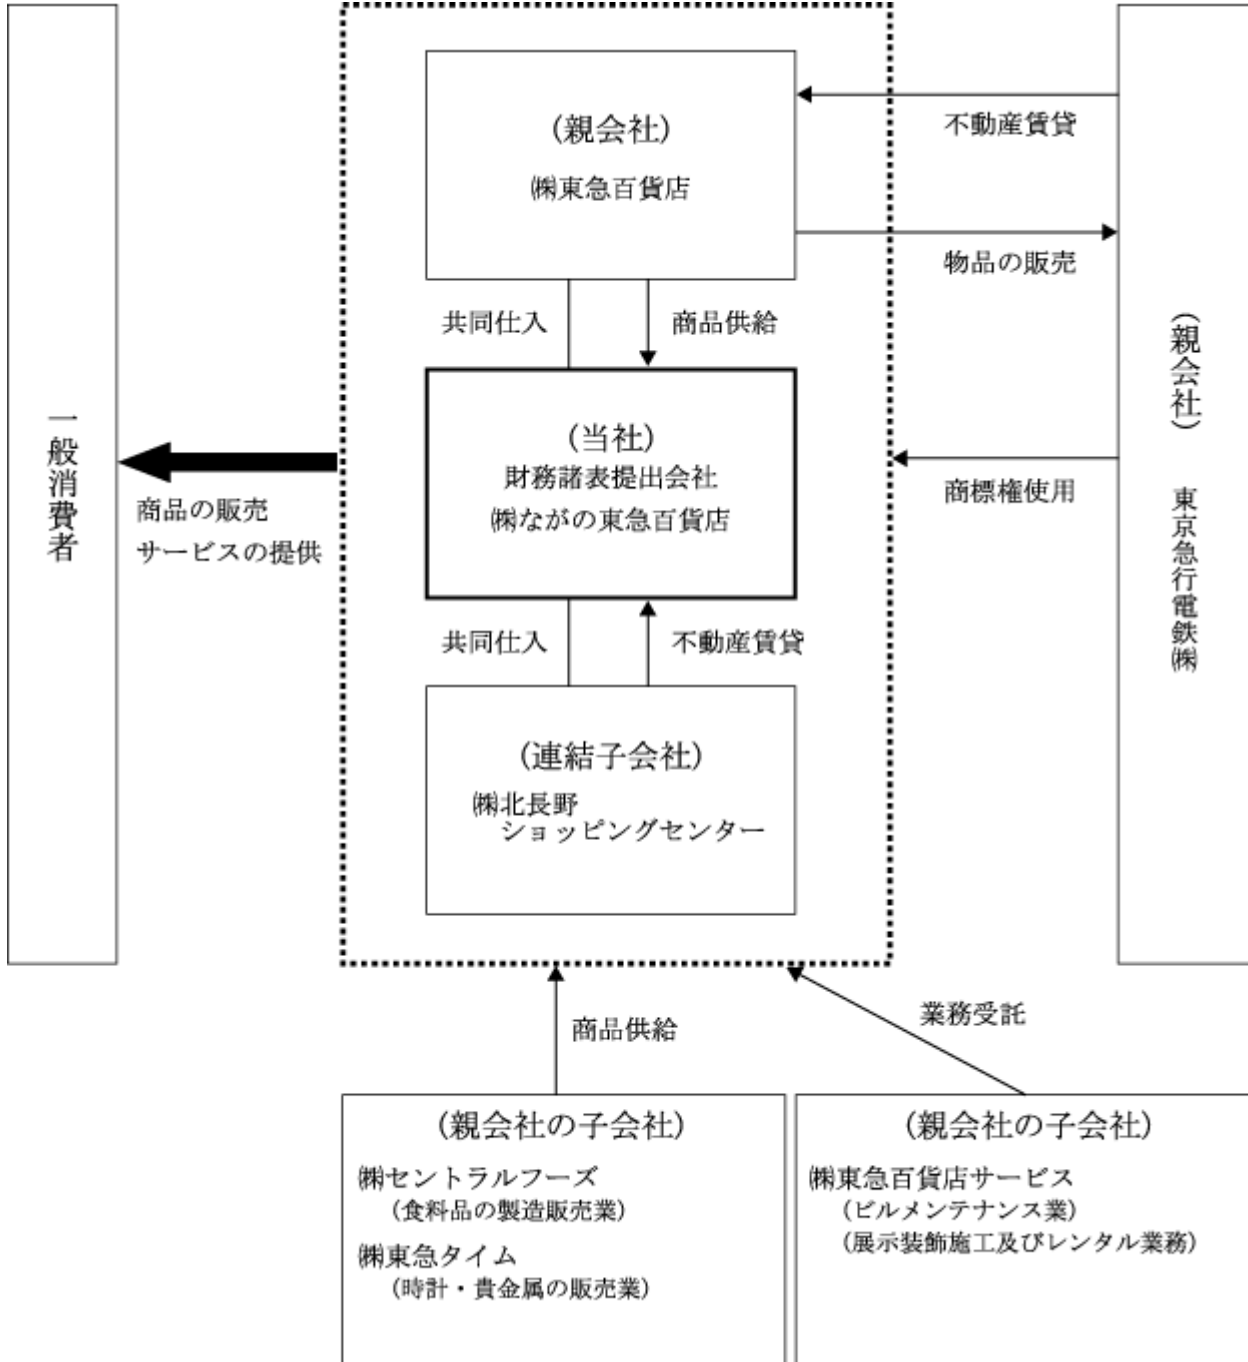 (親会社)
㈱東急百貨店
不動産賃貸
物品の販売
共同仕入
商品供給
(当社)
財務諸表提出会社
㈱ながの東急百貨店
一般消費者
商品の販売
サービスの提供
商標権使用
(親会社) 東京急行電鉄㈱
共同仕入
不動産賃貸
(連結子会社)
㈱北長野
ショッピングセンター
商品供給
業務受託
(親会社の子会社)
㈱セントラルフーズ
(食料品の製造販売業)
㈱東急タイム
(時計・貴金属の販売業)
(親会社の子会社)
㈱東急百貨店サービス
(ビルメンテナンス業)
(展示装飾施工及びレンタル業務)